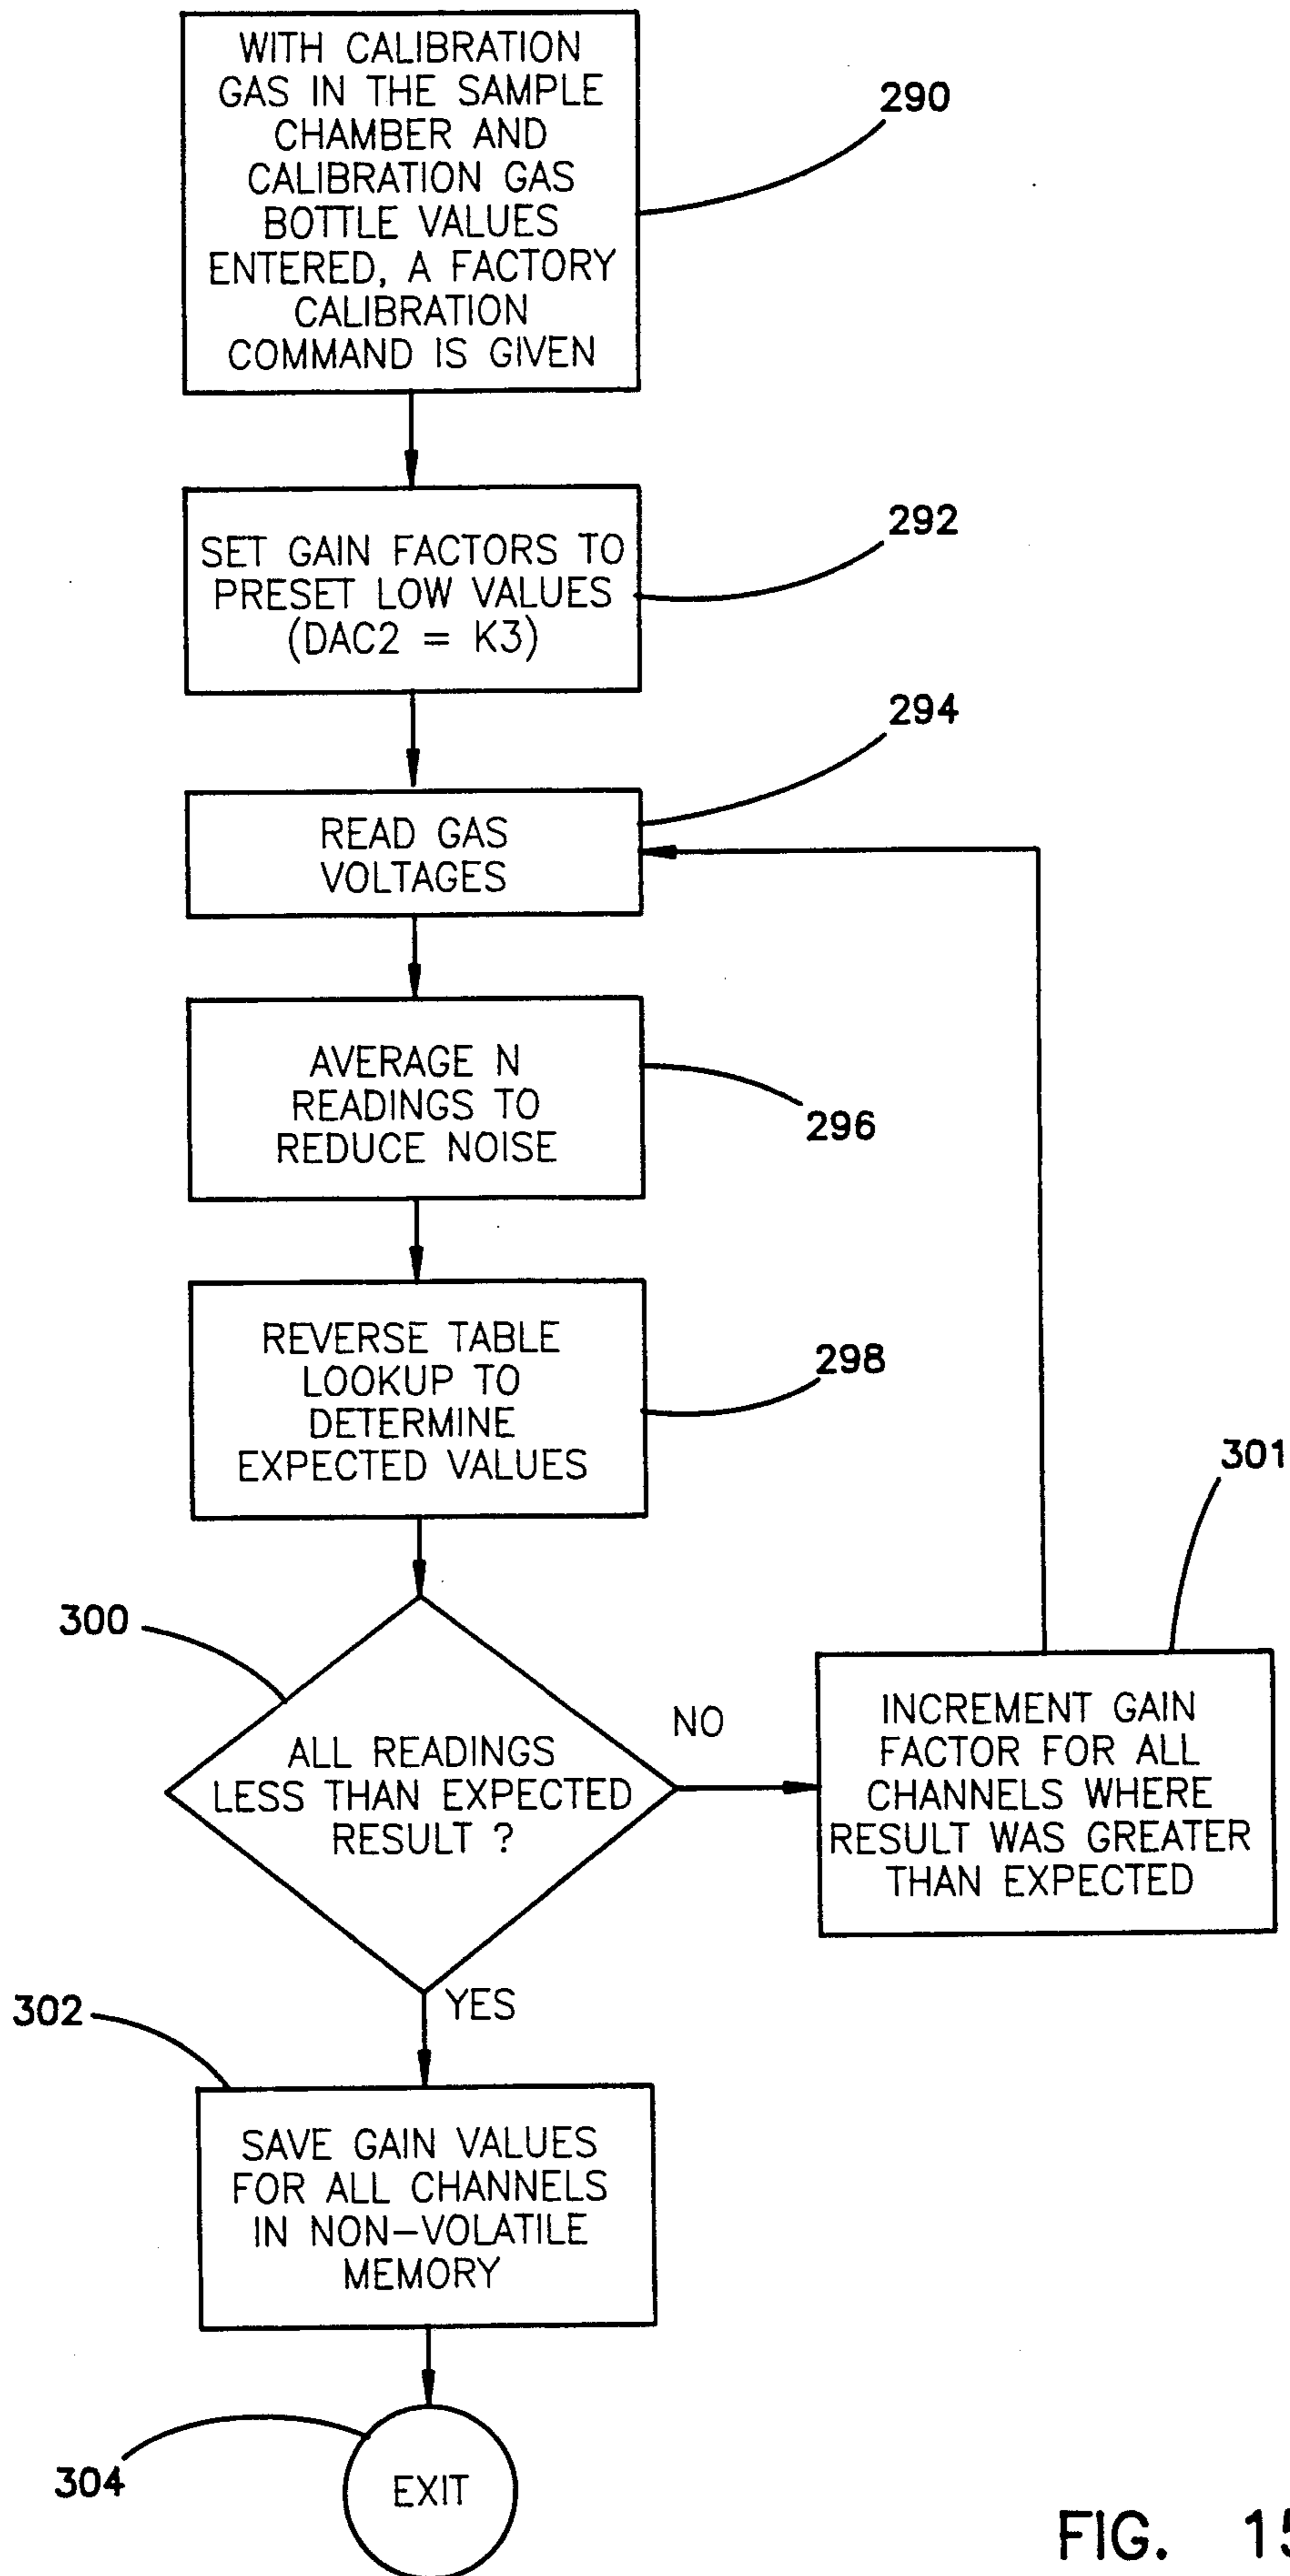 WITH CALIBRATION
GAS IN THE SAMPLE
CHAMBER AND
CALIBRATION GAS
BOTTLE VALUES
ENTERED, A FACTORY
CALIBRATION
COMMAND IS GIVEN
290
SET GAIN FACTORS TO
PRESET LOW VALUES
(DAC2 = K3)
292
294
READ GAS
VOLTAGES
AVERAGE N
READINGS TO
REDUCE NOISE
296
REVERSE TABLE
LOOKUP TO
DETERMINE
EXPECTED VALUES
298
301
300
ALL READINGS
LESS THAN EXPECTED
RESULT ?
NO
INCREMENT GAIN
FACTOR FOR ALL
CHANNELS WHERE
RESULT WAS GREATER
THAN EXPECTED
YES
302
SAVE GAIN VALUES
FOR ALL CHANNELS
IN NON-VOLATILE
MEMORY
304
EXIT
FIG. 15